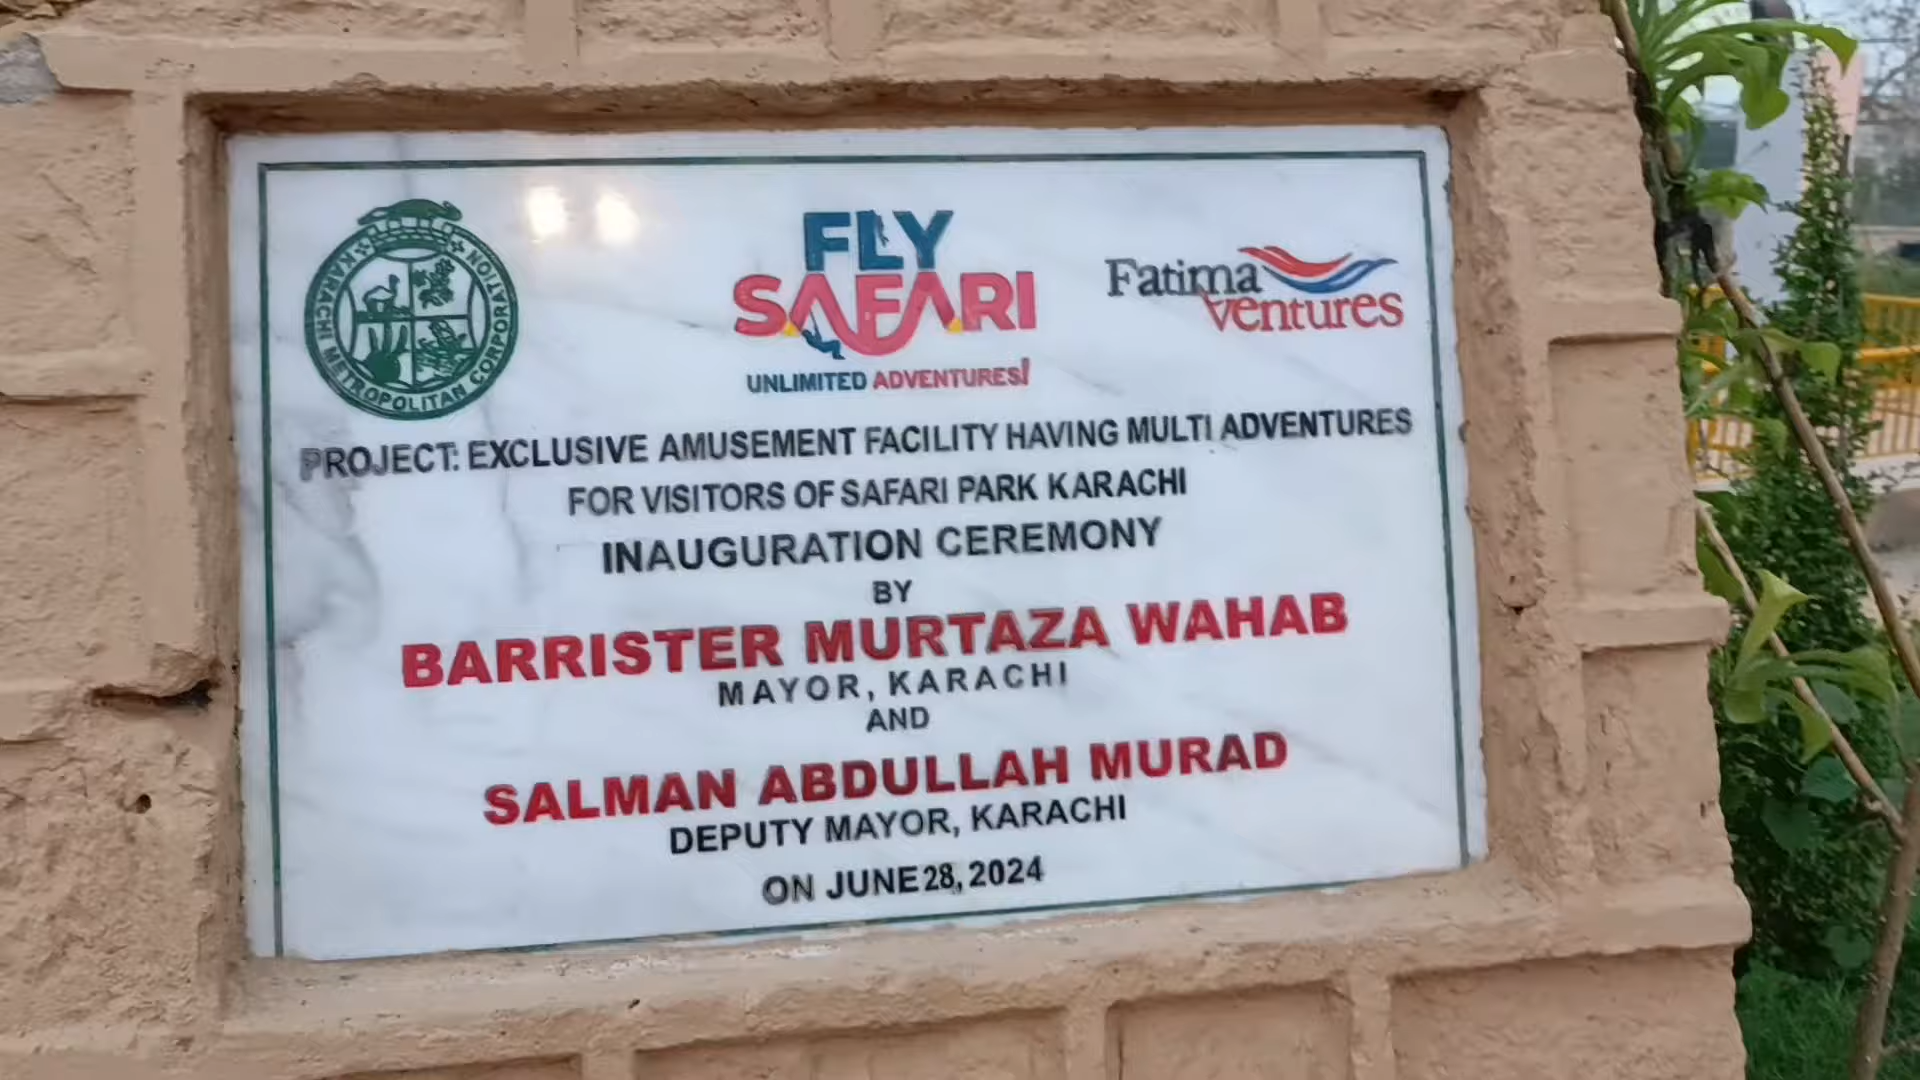 KARACHI METROPOLITAN CORPORATION
FLY
SAFARI
UNLIMITED ADVENTURES!
Fatima
Ventures
PROJECT: EXCLUSIVE AMUSEMENT FACILITY HAVING MULTI ADVENTURES
FOR VISITORS OF SAFARI PARK KARACHI
INAUGURATION CEREMONY
BY
BARRISTER MURTAZA WAHAB
MAYOR, KARACHI
AND
SALMAN ABDULLAH MURAD
DEPUTY MAYOR, KARACHI
ON JUNE 28, 2024